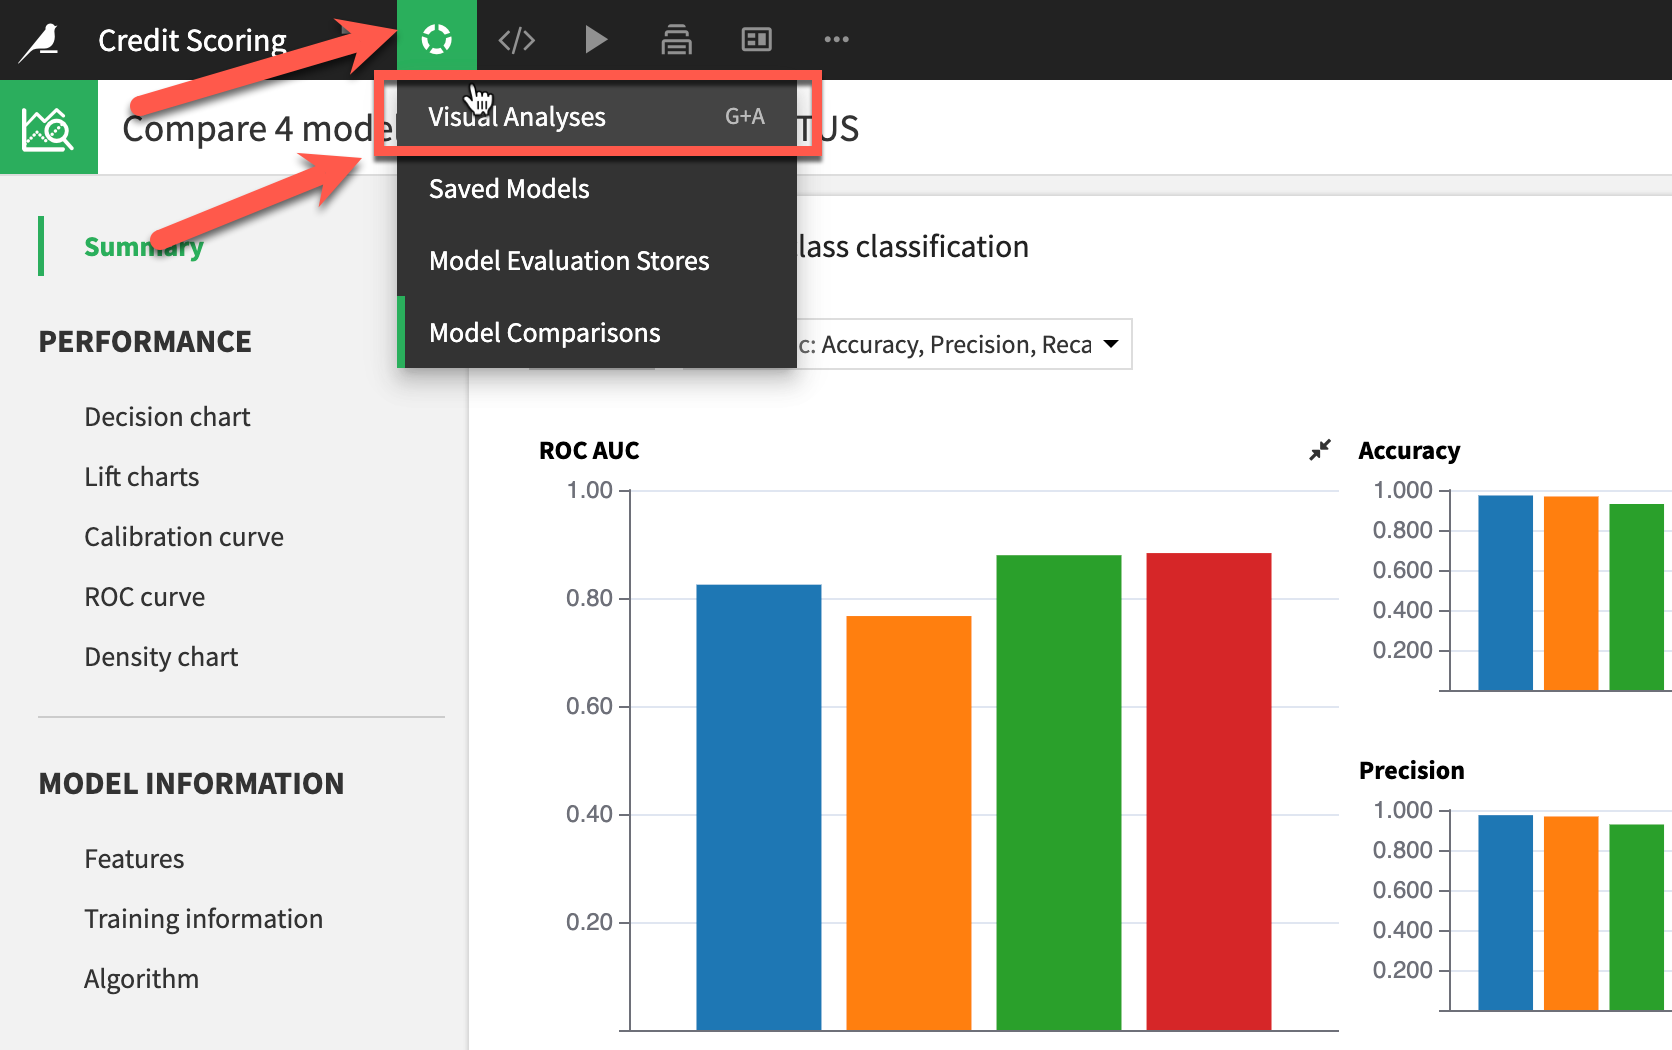 Credit Scoring
Visual Analyses G+A
Compare 4 model TUS
Saved Models
Summary
lass classification
Model Evaluation Stores
Model Comparisons
PERFORMANCE
c: Accuracy, Precision, Reca
Decision chart
Lift charts
Calibration curve
ROC curve
Density chart
MODEL INFORMATION
Features
Training information
Algorithm
ROC AUC
1.00
0.80
0.60
0.40
0.20
Accuracy
1.000
0.800
0.600
0.400
0.200
Precision
1.000
0.800
0.600
0.400
0.200